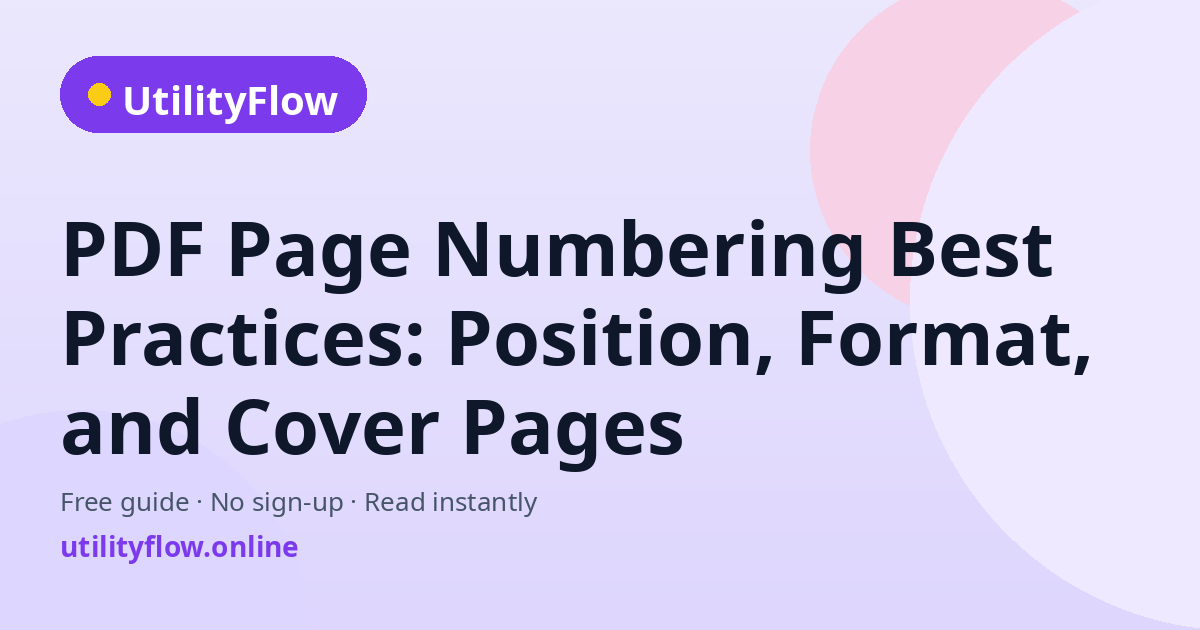 UtilityFlow
PDF Page Numbering Best
Practices: Position, Format,
and Cover Pages
Free guide · No sign-up · Read instantly
utilityflow.online